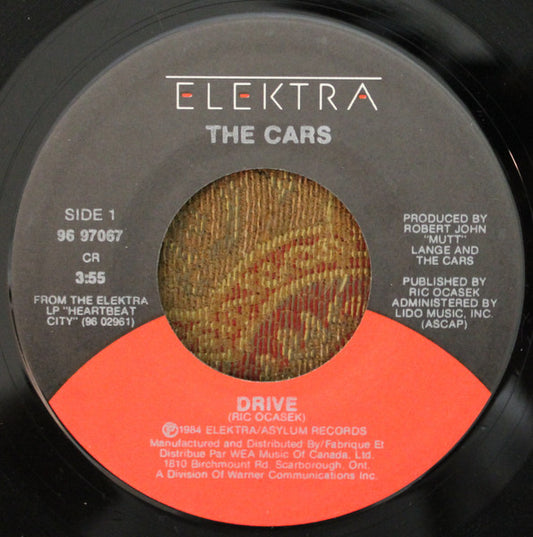 ELEKTRA
THE CARS
SIDE 1
96 97067
CR
3:55
FROM THE ELEKTRA
LP "HEARTBEAT
CITY" (96 02961)
PRODUCED BY
ROBERT JOHN
"MUTT"
LANGE AND
THE CARS
PUBLISHED BY
RIC OCASEK
ADMINISTERED BY
LIDO MUSIC, INC.
(ASCAP)
DRIVE
(RIC OCASEK)
℗1984 ELEKTRA/ASYLUM RECORDS
Manufactured and Distributed By/Fabrique Et
Distribue Par WEA Music Of Canada, Ltd.
1810 Birchmount Rd. Scarborough, Ont.
A Division Of Warner Communications Inc.